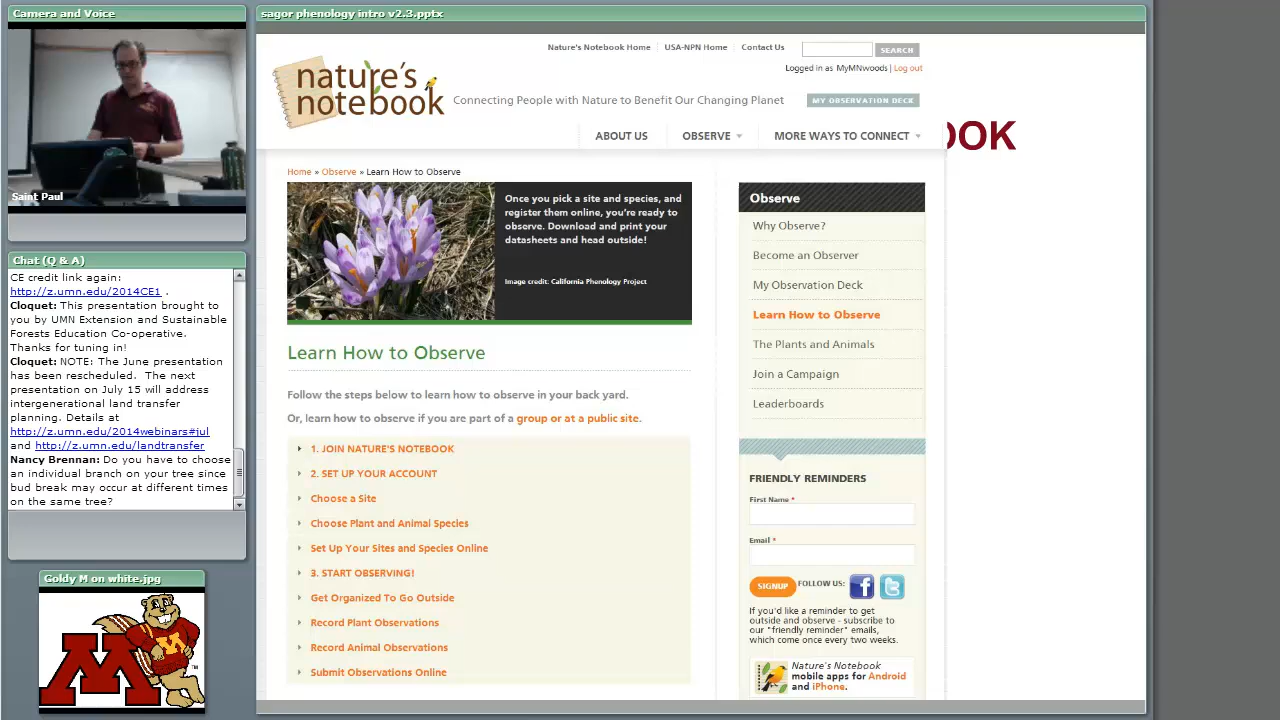 Camera and Voice
Saint Paul
Chat (Q & A)
CE credit link again:
http://z.umn.edu/2014CE1 .
Cloquet: This presentation brought to
you by UMN Extension and Sustainable
Forests Education Co-operative.
Thanks for tuning in!
Cloquet: NOTE: The June presentation
has been rescheduled. The next
presentation on July 15 will address
intergenerational land transfer
planning. Details at
http://z.umn.edu/2014webinars#jul
and http://z.umn.edu/landtransfer
Nancy Brennan: Do you have to choose
an individual branch on your tree since
bud break may occur at different times
on the same tree?
Goldy M on white.jpg
M
M
TM
sagor phenology intro v2.3.pptx
Nature's Notebook Home
USA-NPN Home
Contact Us
SEARCH
Logged in as MyMNwoods | Log out
nature's
notebook
Connecting People with Nature to Benefit Our Changing Planet
MY OBSERVATION DECK
OOK
ABOUT US
OBSERVE
MORE WAYS TO CONNECT
Home » Observe » Learn How to Observe
Once you pick a site and species, and
register them online, you're ready to
observe. Download and print your
datasheets and head outside!
Image credit: California Phenology Project
Learn How to Observe
Follow the steps below to learn how to observe in your back yard.
Or, learn how to observe if you are part of a group or at a public site.
1. JOIN NATURE'S NOTEBOOK
2. SET UP YOUR ACCOUNT
Choose a Site
Choose Plant and Animal Species
Set Up Your Sites and Species Online
3. START OBSERVING!
Get Organized To Go Outside
Record Plant Observations
Record Animal Observations
Submit Observations Online
Observe
Why Observe?
Become an Observer
My Observation Deck
Learn How to Observe
The Plants and Animals
Join a Campaign
Leaderboards
FRIENDLY REMINDERS
First Name *
Email *
SIGNUP
FOLLOW US:
If you'd like a reminder to get
outside and observe - subscribe to
our "friendly reminder" emails,
which come once every two weeks.
Nature's Notebook
mobile apps for Android
and iPhone.